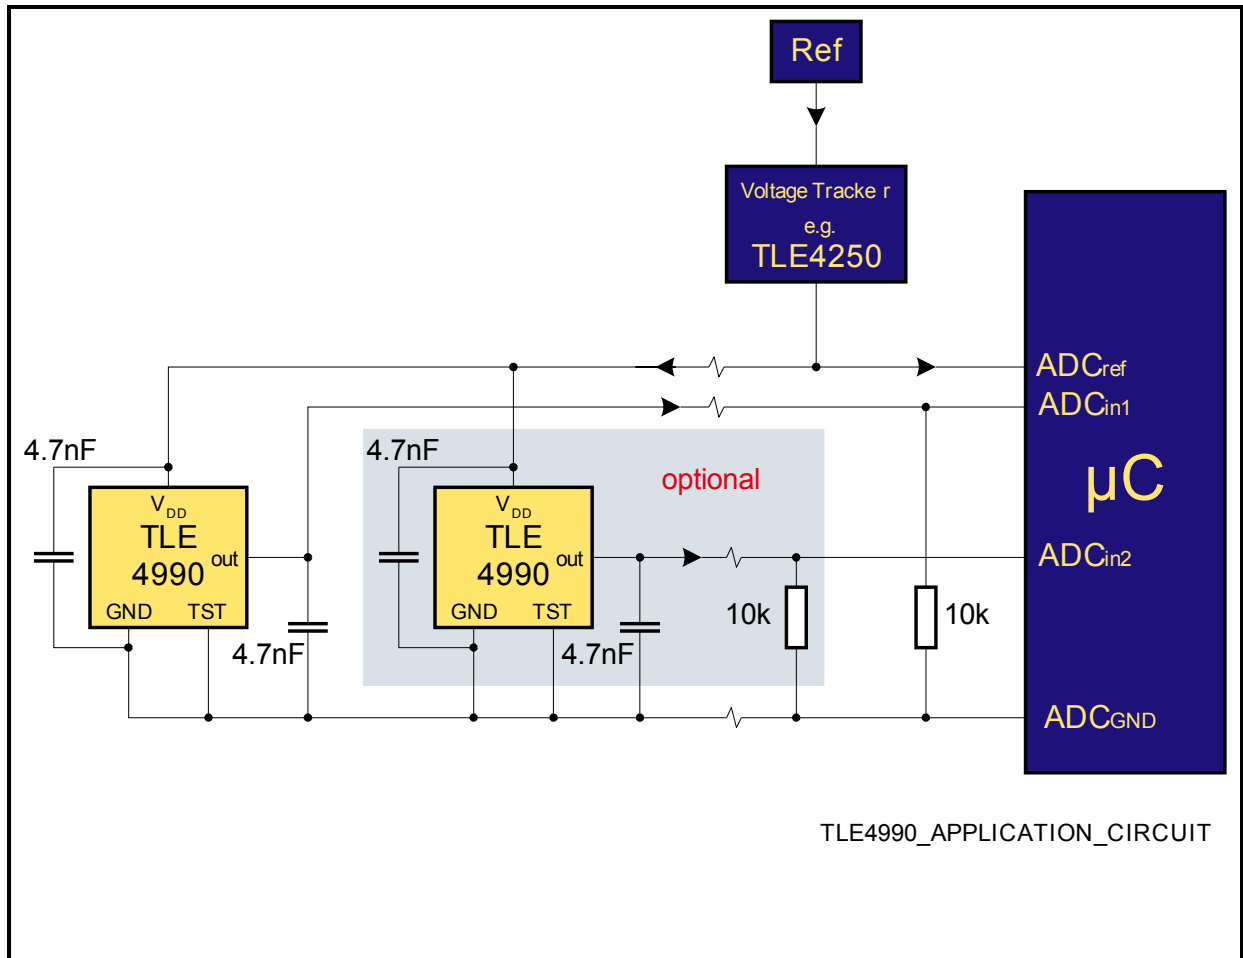 Ref
Voltage Tracke r
e.g.
TLE4250
ADCref
ADCin1
4.7nF
4.7nF
optional
µC
VDD
TLE
4990
out
GND
TST
4.7nF
VDD
TLE
4990
out
GND
TST
4.7nF
10k
10k
ADCin2
ADCGND
TLE4990_APPLICATION_CIRCUIT